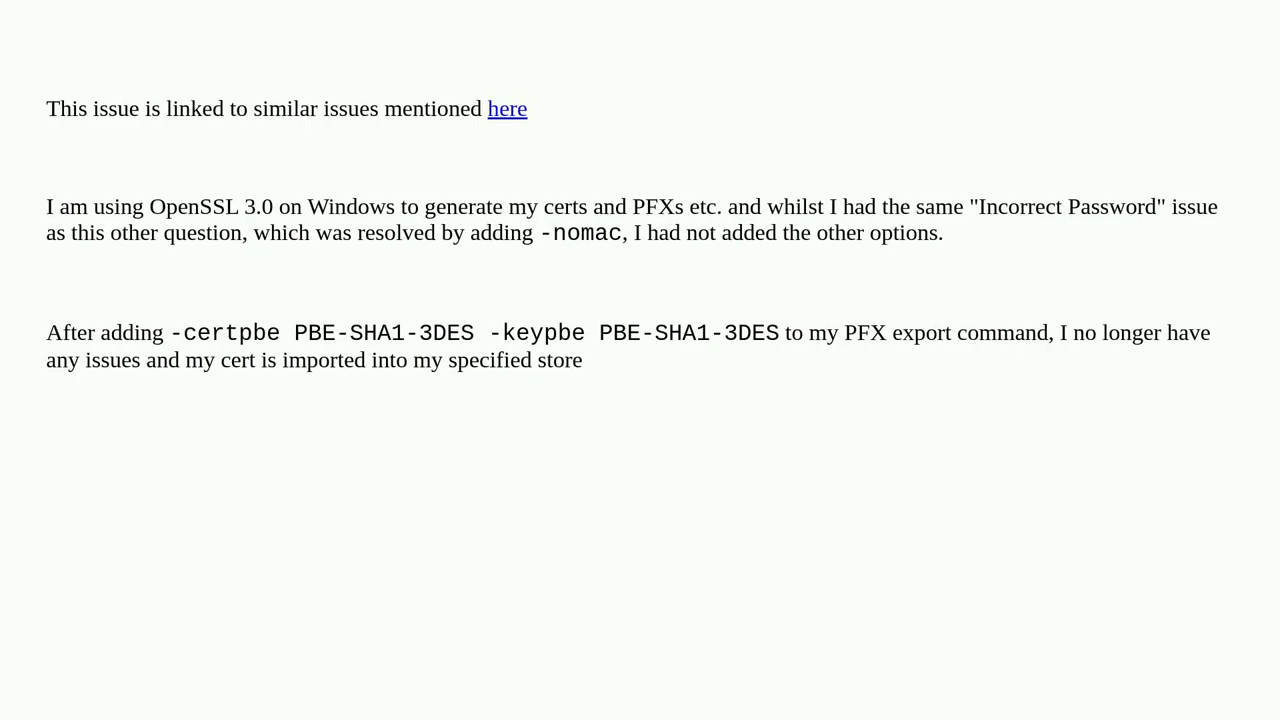 This issue is linked to similar issues mentioned here
I am using OpenSSL 3.0 on Windows to generate my certs and PFXs etc. and whilst I had the same "Incorrect Password" issue
as this other question, which was resolved by adding -nomac, I had not added the other options.
After adding -certpbe PBE-SHA1-3DES -keypbe PBE-SHA1-3DES to my PFX export command, I no longer have
any issues and my cert is imported into my specified store